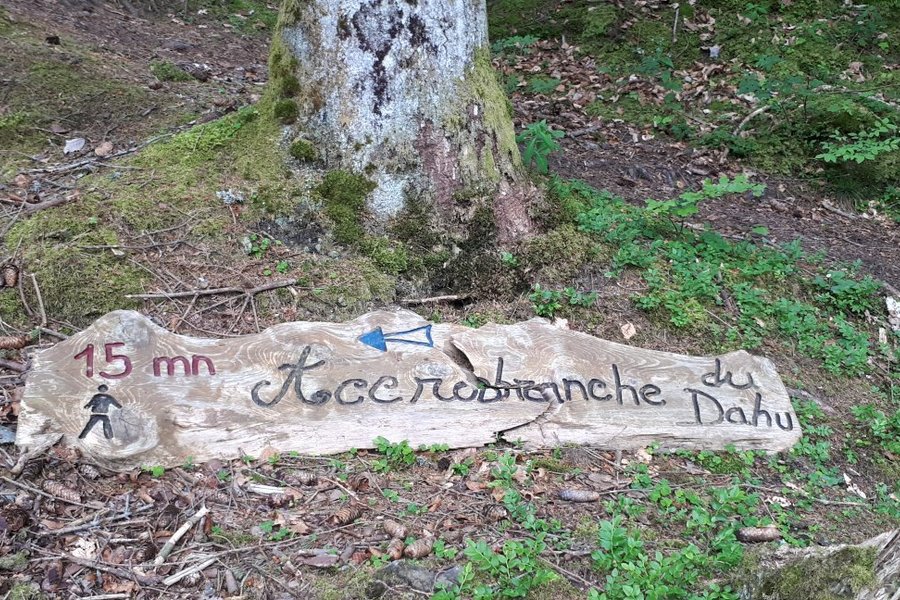 15 mn
Accrobranche du
Dahu